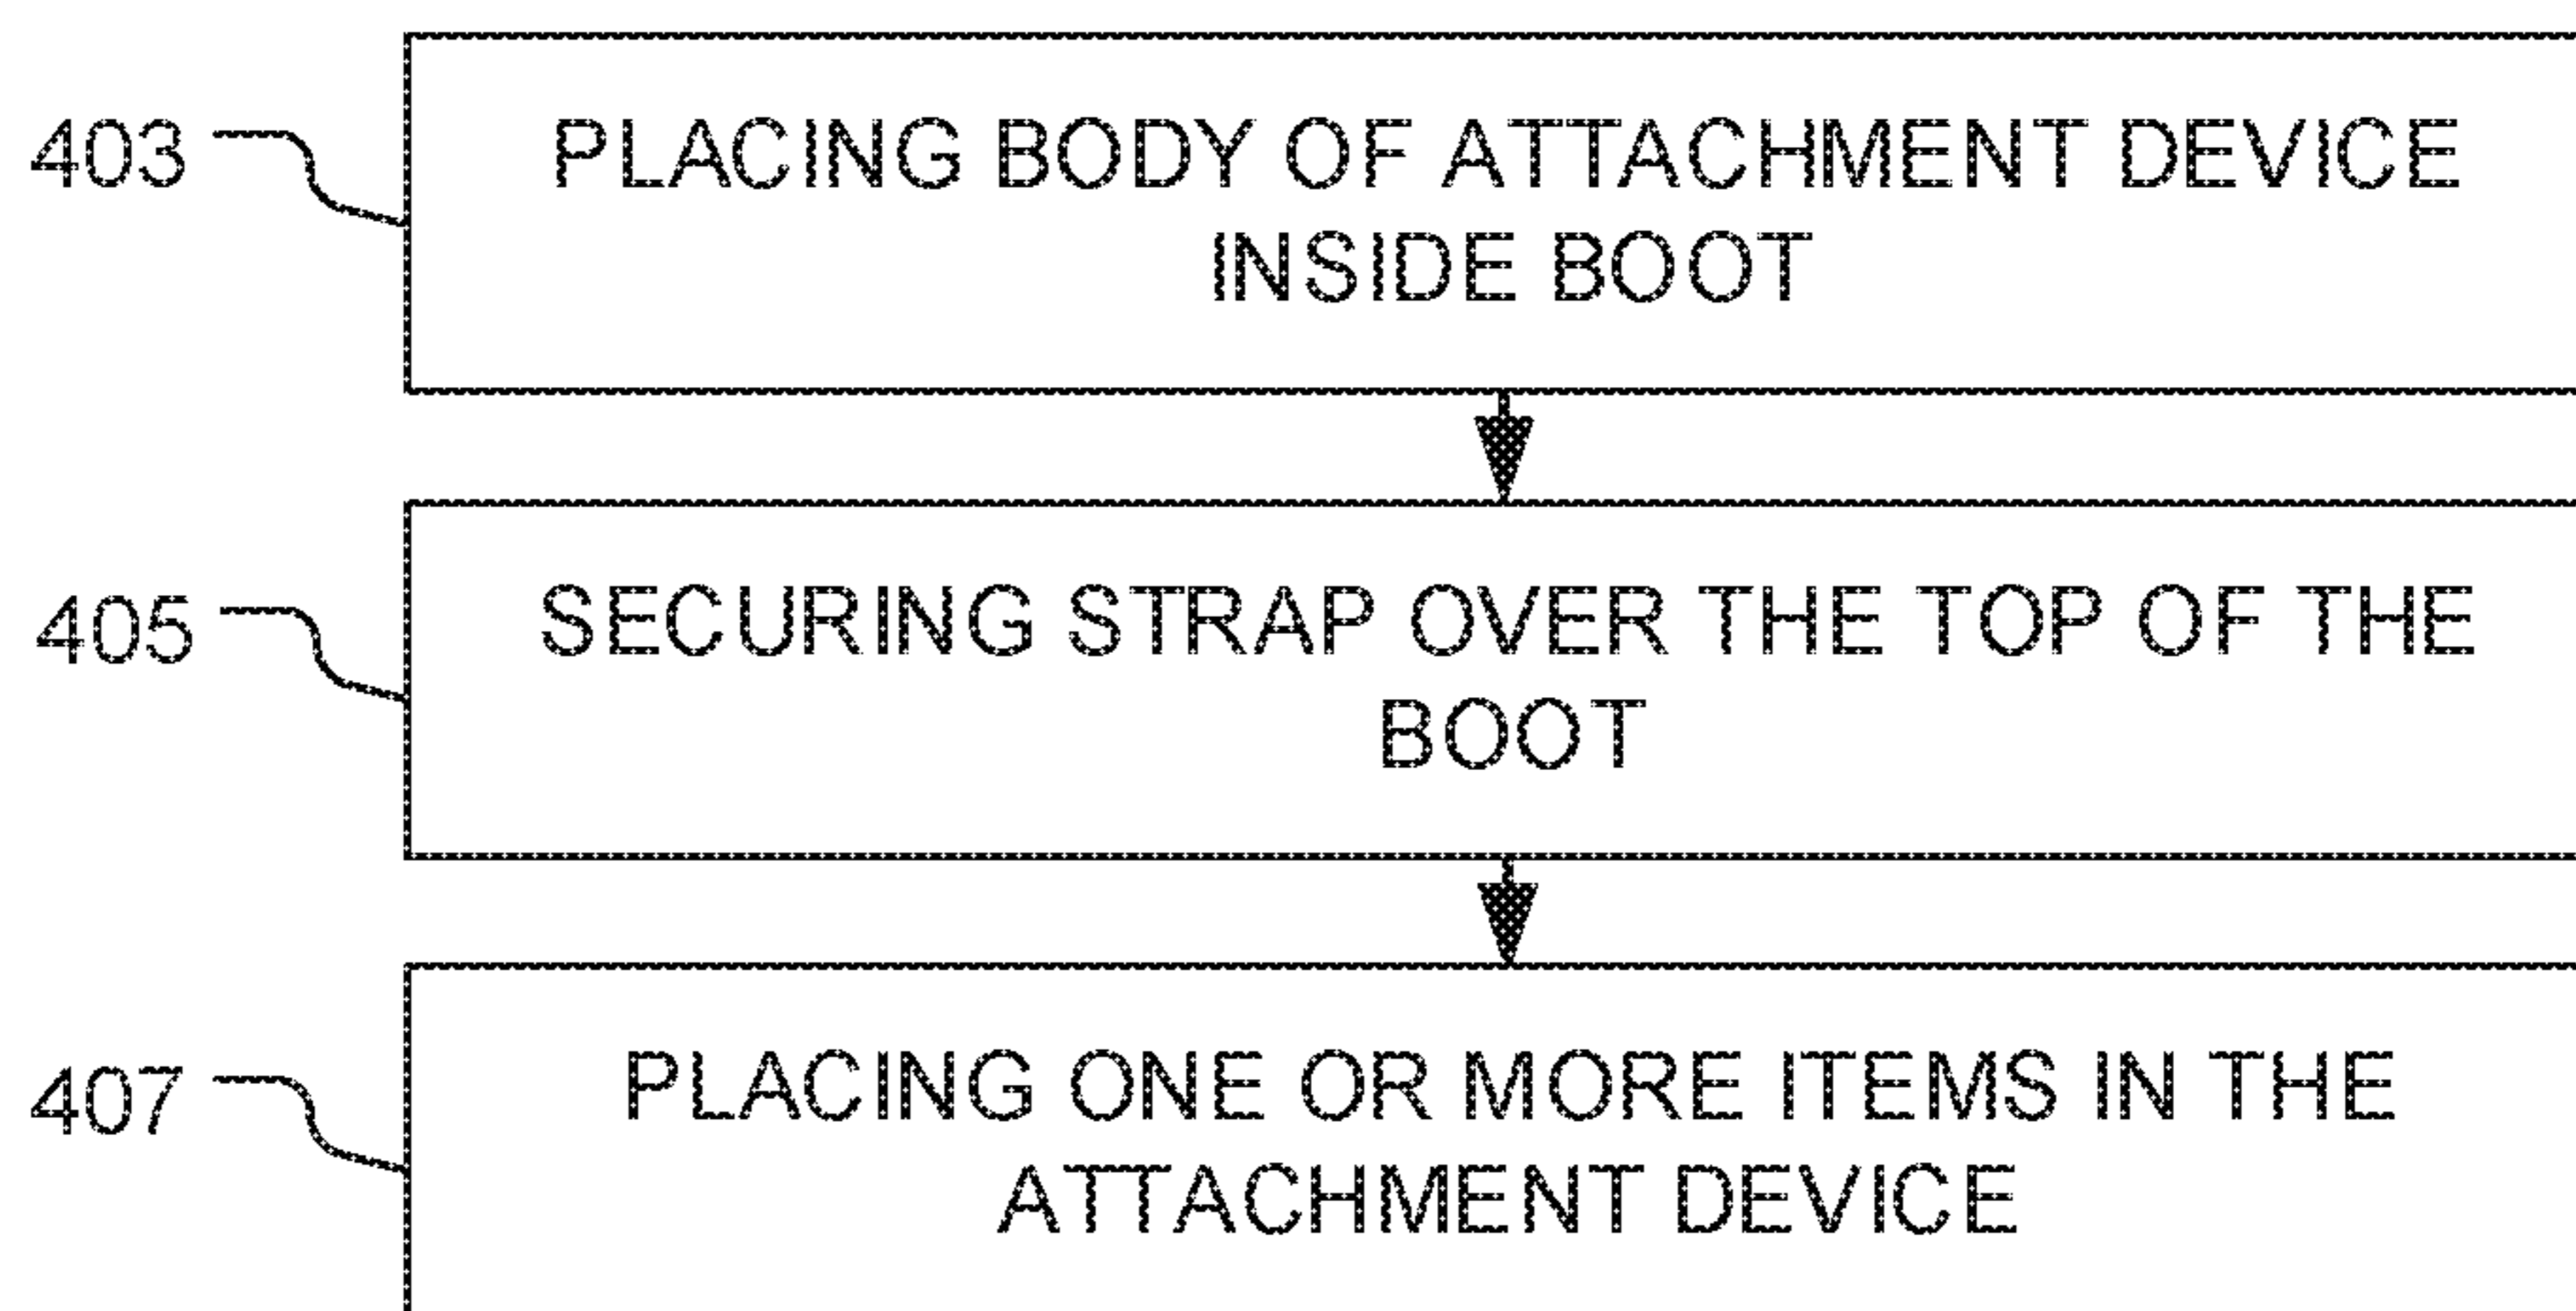 403
PLACING BODY OF ATTACHMENT DEVICE
INSIDE BOOT
405
SECURING STRAP OVER THE TOP OF THE
BOOT
407
PLACING ONE OR MORE ITEMS IN THE
ATTACHMENT DEVICE